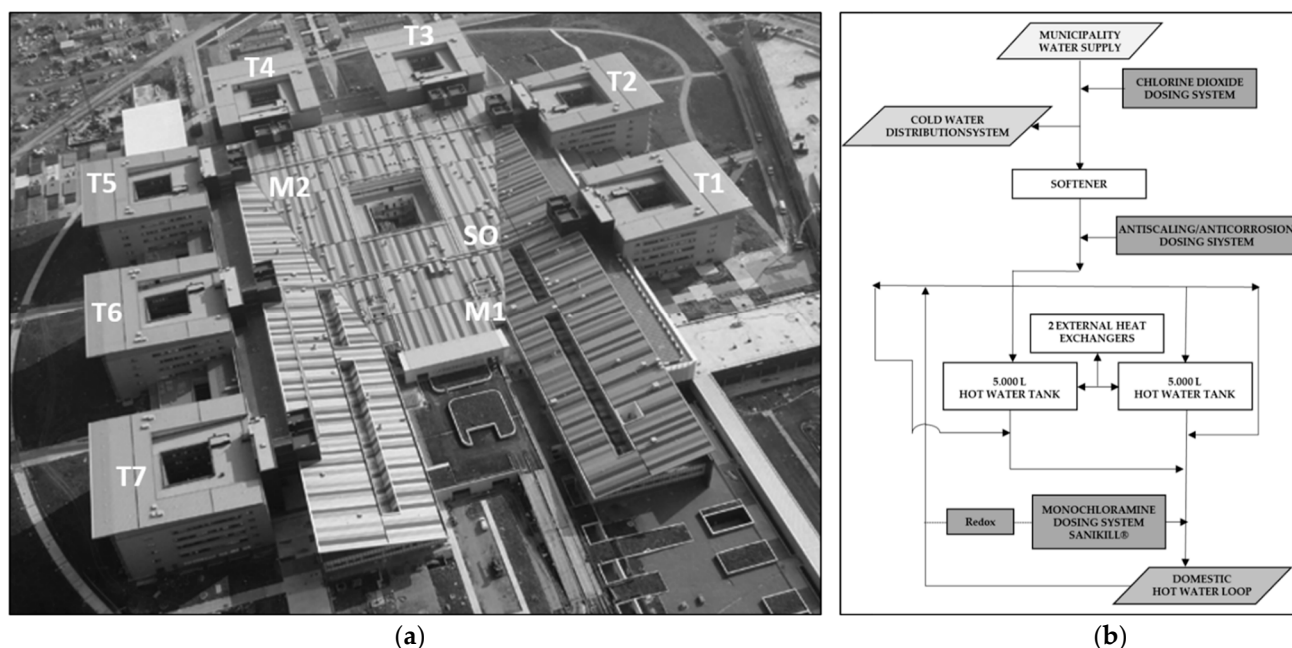 T3
T4
T2
T5
M2
T1
SO
T6
M1
T7
(a)
MUNICIPALITY
WATER SUPPLY
CHLORINE DIOXIDE
DOSING SYSTEM
COLD WATER
DISTRIBUTIONSYSTEM
SOFTENER
ANTISCALING/ANTICORROSION
DOSING SIYSTEM
2 EXTERNAL HEAT
EXCHANGERS
5.000 L
HOT WATER TANK
5.000 L
HOT WATER TANK
Redox
MONOCHLORAMINE
DOSING SYSTEM
SANIKILL®
DOMESTIC
HOT WATER LOOP
(b)